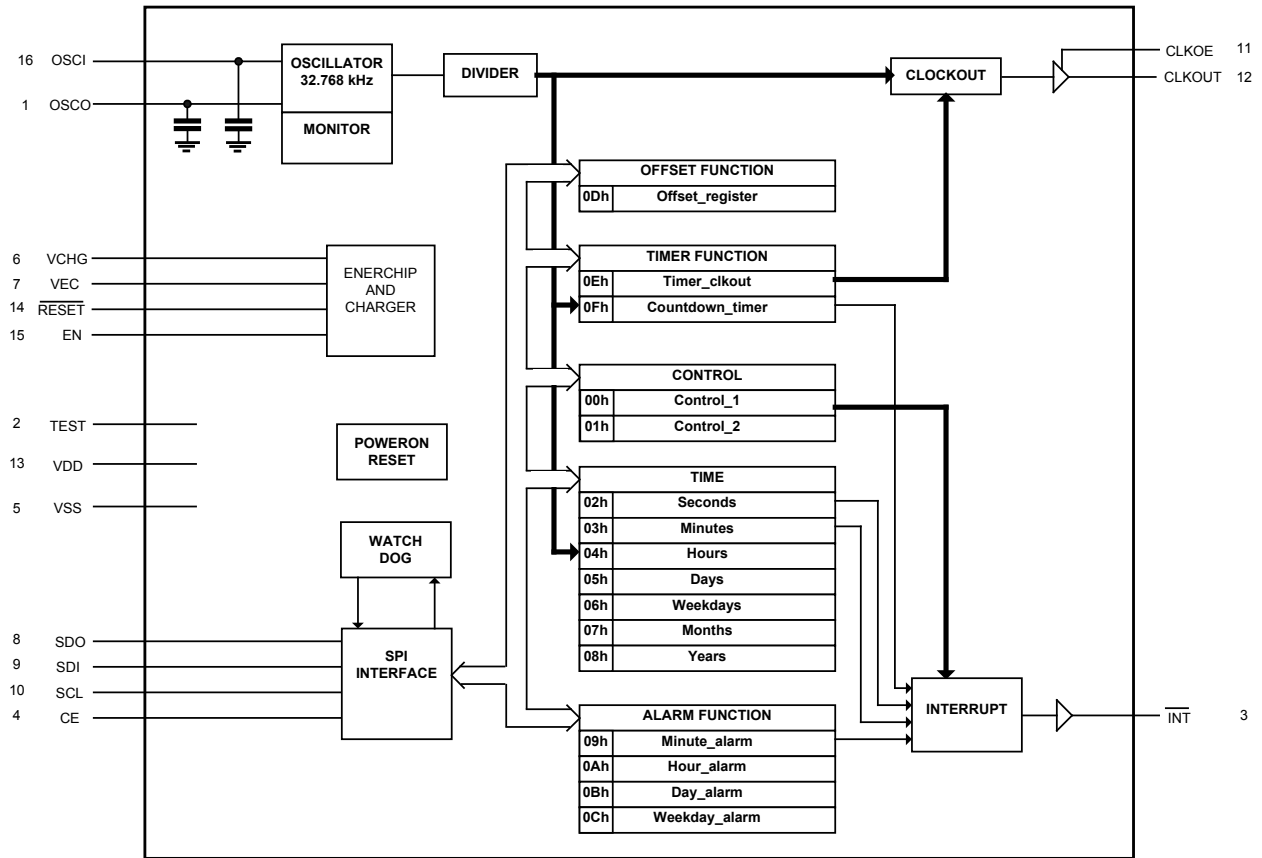 16 OSCI
1 OSCO
OSCILLATOR
32.768 kHz
MONITOR
DIVIDER
CLOCKOUT
CLKOE 11
CLKOUT 12
OFFSET FUNCTION
0Dh Offset_register
6 VCHG
7 VEC
14 RESET
15 EN
ENERCHIP
AND
CHARGER
TIMER FUNCTION
0Eh Timer_clkout
0Fh Countdown_timer
CONTROL
00h Control_1
01h Control_2
2 TEST
13 VDD
5 VSS
POWERON
RESET
TIME
02h Seconds
03h Minutes
04h Hours
05h Days
06h Weekdays
07h Months
08h Years
WATCH
DOG
8 SDO
9 SDI
10 SCL
4 CE
SPI
INTERFACE
ALARM FUNCTION
09h Minute_alarm
0Ah Hour_alarm
0Bh Day_alarm
0Ch Weekday_alarm
INTERRUPT
INT 3